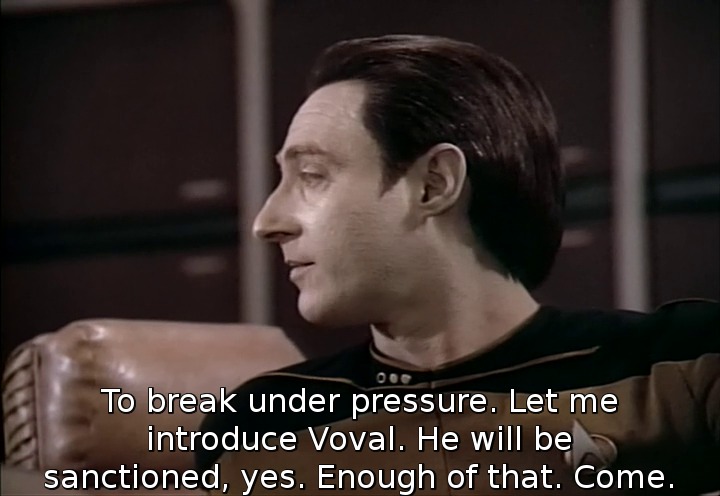 To break under pressure. Let me
introduce Voval. He will be
sanctioned, yes. Enough of that. Come.